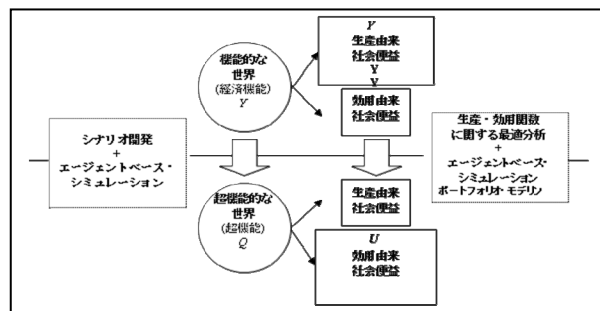 機能的な
世界
(経済機能)
Y
Y
生産由来
社会便益
Y
Y
効用由来
社会便益
シナリオ開発
+
エージェントベース・
シミュレーション
生産・効用関数
に関する最適分析
+
エージェントベース・
シミュレーション
ポートフォリオ・モデリン
超機能的な
世界
(超機能)
Q
生産由来
社会便益
U
効用由来
社会便益